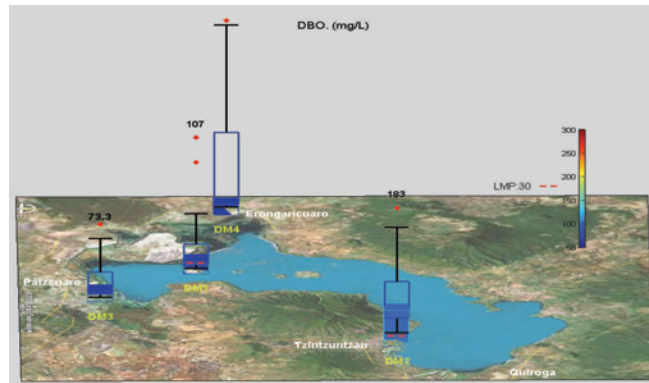 DBO. (mg/L)
107
300
250
200
150
100
50
LMP:30
183
73.3
Erongaricuaro
DM4
Patzcuaro
DM3
Tzintzuntzan
DM2
Quiroga